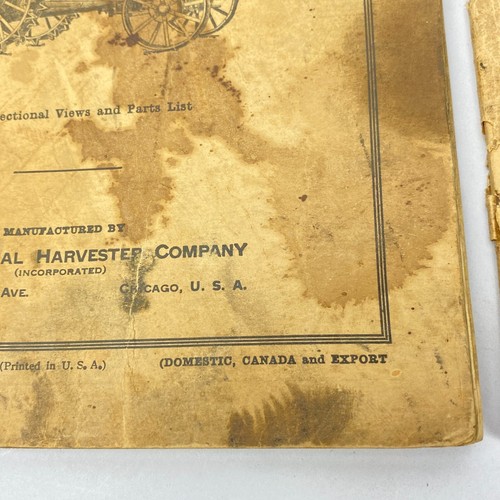 ectional Views and Parts List
MANUFACTURED BY
AL HARVESTER COMPANY
(INCORPORATED)
AVE. CHICAGO, U. S. A.
(Printed in U. S. A.) (DOMESTIC, CANADA and EXPORT